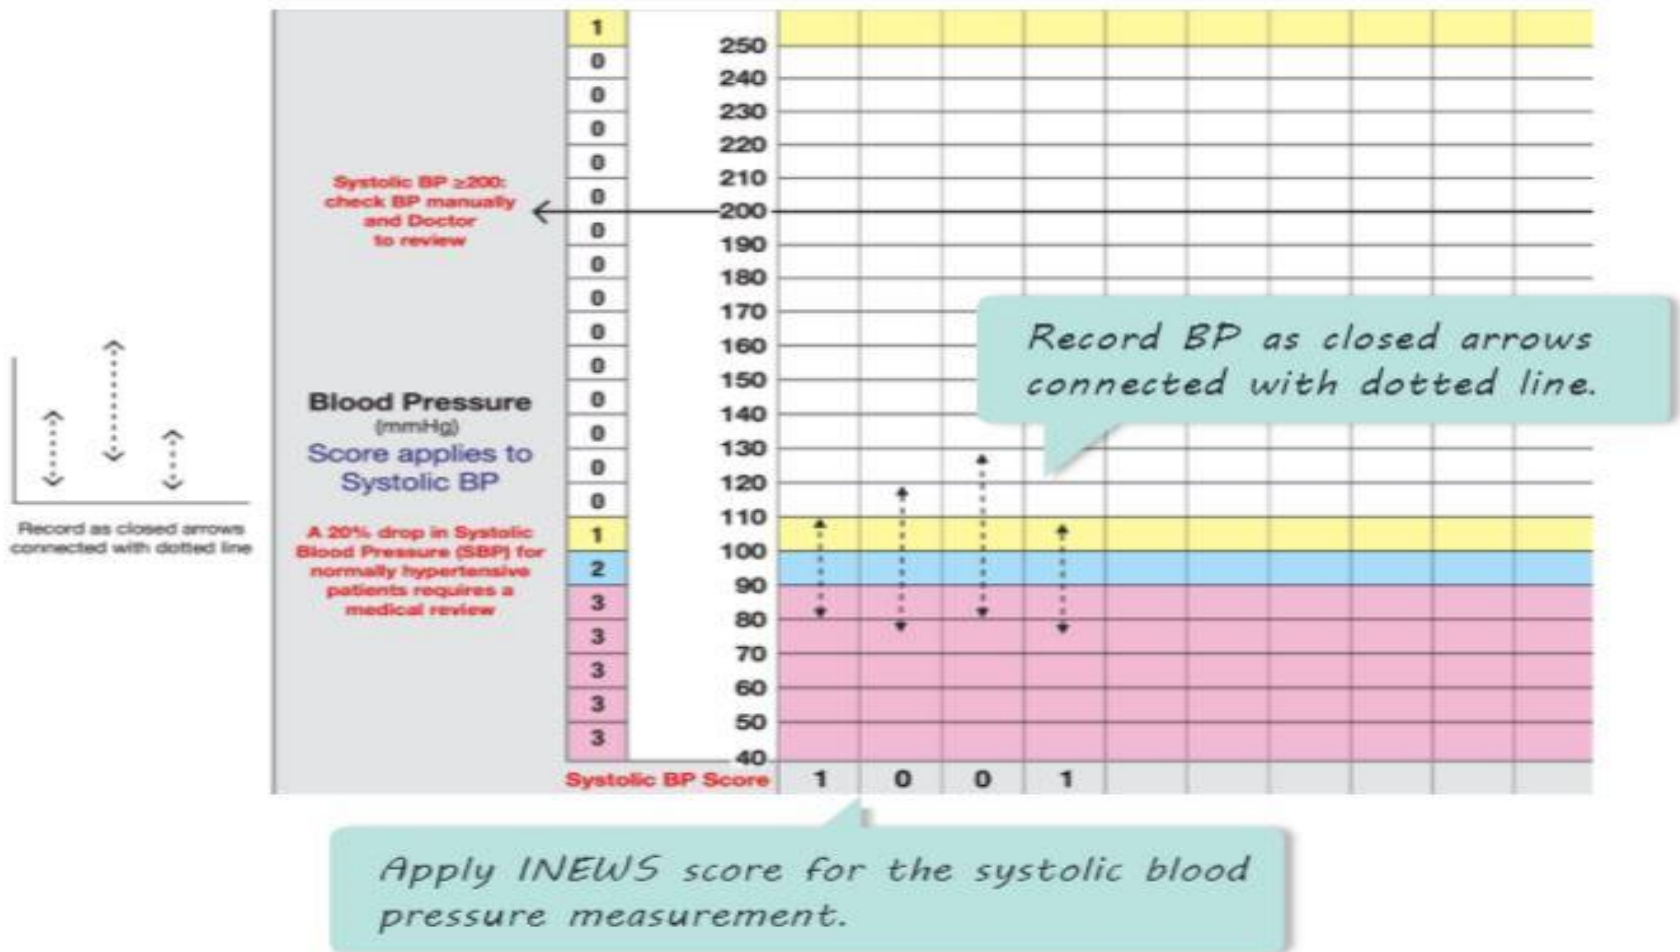 1
250
0
240
0
230
0
220
0
210
Systolic BP ≥200:
check BP manually
and Doctor
to review
0
200
0
190
0
180
0
170
0
160
0
150
0
140
0
130
0
120
0
110
1
100
2
90
3
80
3
70
3
60
3
50
3
40
Record BP as closed arrows
connected with dotted line.
Blood Pressure
(mmHg)
Score applies to
Systolic BP
Record as closed arrows
connected with dotted line
A 20% drop in Systolic
Blood Pressure (SBP) for
normally hypertensive
patients requires a
medical review
Systolic BP Score 1 0 0 1
Apply INEWS score for the systolic blood
pressure measurement.